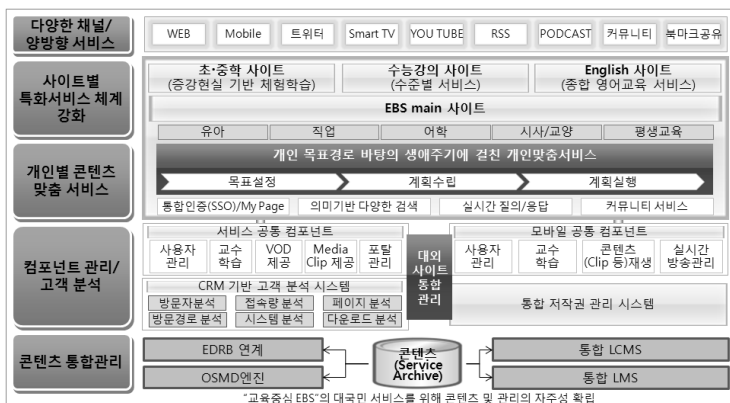 다양한 채널/
양방향 서비스
WEB Mobile 트위터 Smart TV YOU TUBE RSS PODCAST 커뮤니티 북마크공유
사이트별
특화서비스 체계
강화
초·중학 사이트
(증강현실 기반 체험학습)
수능강의 사이트
(수준별 서비스)
English 사이트
(종합 영어교육 서비스)
EBS main 사이트
유아 직업 어학 시사/교양 평생교육
개인별 콘텐츠
맞춤 서비스
개인 목표경로 바탕의 생애주기에 걸친 개인맞춤서비스
목표설정 계획수립 계획실행
통합인증(SSO)/My Page 의미기반 다양한 검색 실시간 질의/응답 커뮤니티 서비스
컴포넌트 관리/
고객 분석
서비스 공통 컴포넌트
사용자
관리
교수
학습
VOD
제공
Media
Clip 제공
포탈
관리
CRM 기반 고객 분석 시스템
방문자분석 접속량 분석 페이지 분석
방문경로 분석 시스템 분석 다운로드 분석
대외
사이트
통합
관리
모바일 공통 컴포넌트
사용자
관리
교수
학습
콘텐츠
(Clip 등)재생
실시간
방송관리
통합 저작권 관리 시스템
콘텐츠 통합관리
EDRB 연계
OSMD엔진
콘텐츠
(Service
Archive)
통합 LCMS
통합 LMS
"교육중심 EBS"의 대국민 서비스를 위해 콘텐츠 및 관리의 자주성 확립